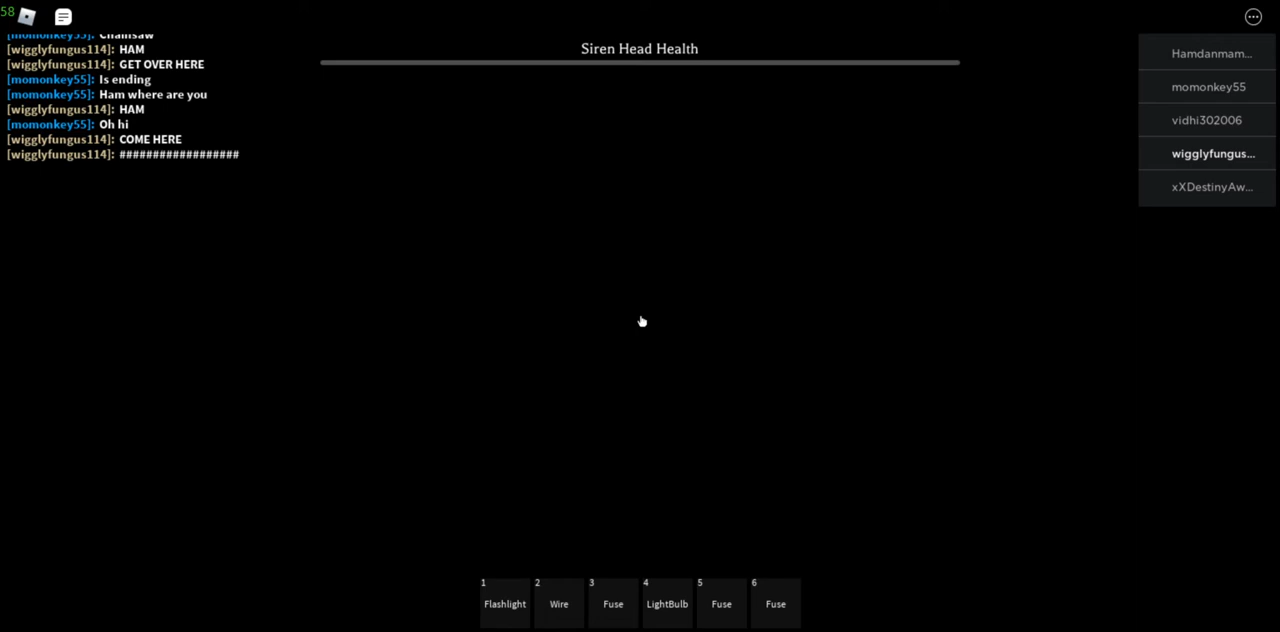 58
[momonkey55]: Chainsaw
[wigglyfungus114]: HAM
[wigglyfungus114]: GET OVER HERE
[momonkey55]: Is ending
[momonkey55]: Ham where are you
[wigglyfungus114]: HAM
[momonkey55]: Oh hi
[wigglyfungus114]: COME HERE
[wigglyfungus114]: ##################
Siren Head Health
Hamdanmam...
momonkey55
vidhi302006
wigglyfungus...
xXDestinyAw...
1 Flashlight
2 Wire
3 Fuse
4 LightBulb
5 Fuse
6 Fuse